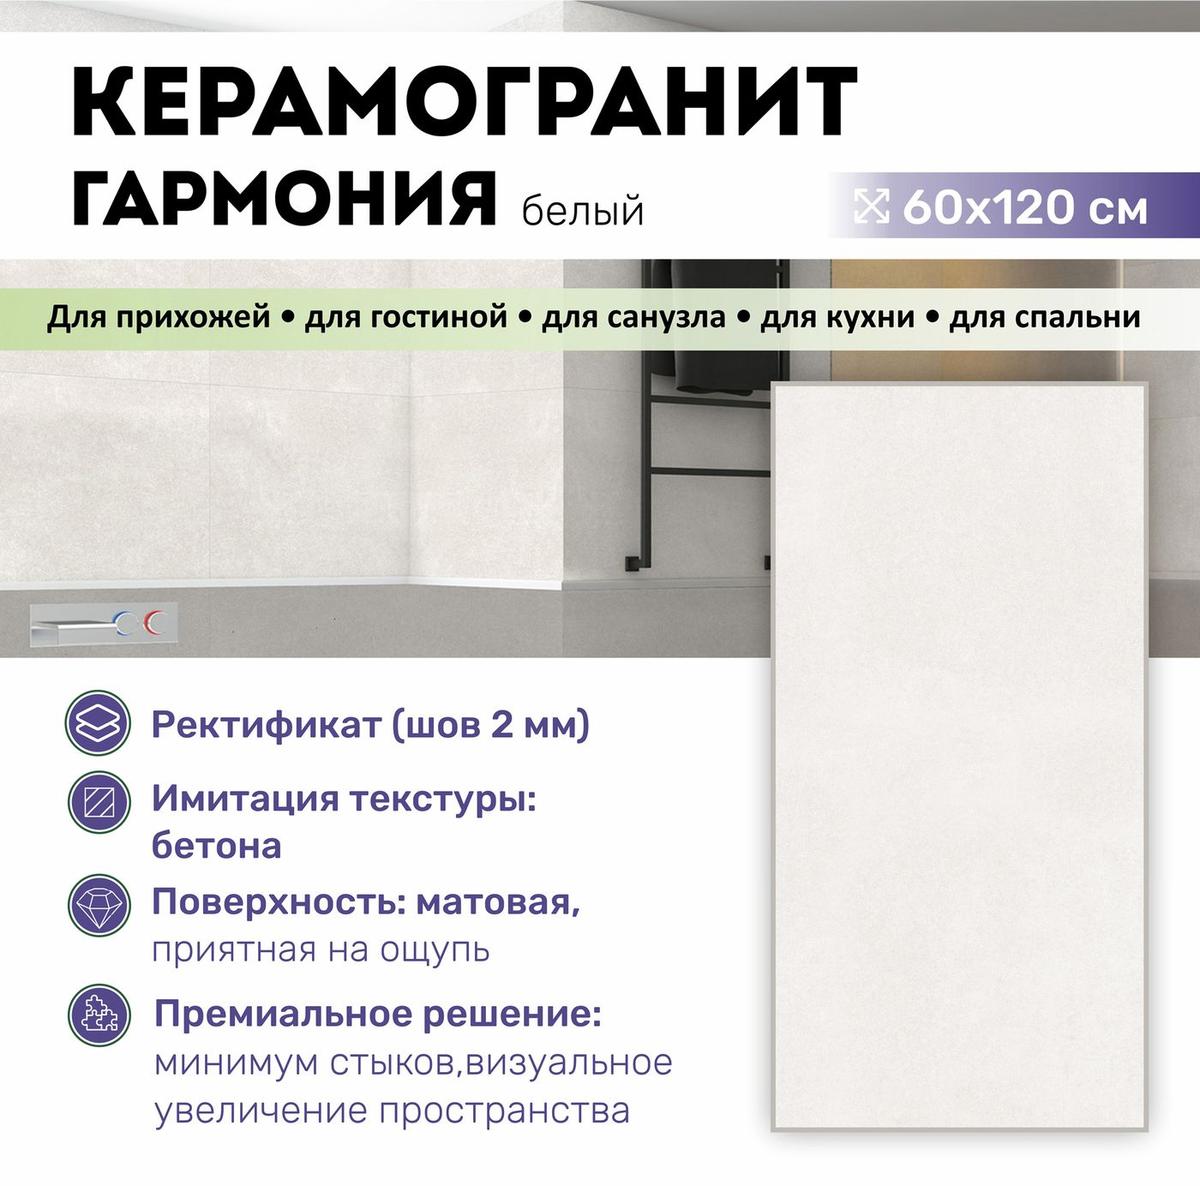 КЕРАМОГРАНИТ
ГАРМОНИЯ белый
60х120 см
Для прихожей • для гостиной • для санузла • для кухни • для спальни
Ректификат (шов 2 мм)
Имитация текстуры:
бетона
Поверхность: матовая,
приятная на ощупь
Премиальное решение:
минимум стыков,визуальное
увеличение пространства